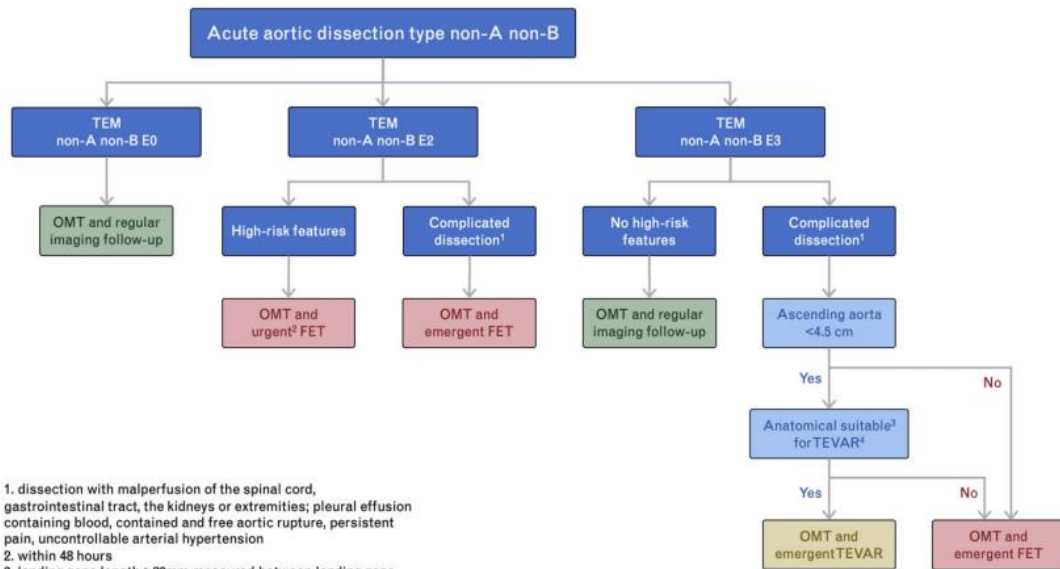 Acute aortic dissection type non-A non-B
TEM
non-A non-B E0
TEM
non-A non-B E2
TEM
non-A non-B E3
OMT and regular
imaging follow-up
High-risk features
Complicated
dissection¹
No high-risk
features
Complicated
dissection¹
OMT and
urgent² FET
OMT and
emergent FET
OMT and regular
imaging follow-up
Ascending aorta
<4.5 cm
Yes
No
Anatomical suitable³
for TEVAR⁴
Yes
No
OMT and
emergent TEVAR
OMT and
emergent FET
1. dissection with malperfusion of the spinal cord,
gastrointestinal tract, the kidneys or extremities; pleural effusion
containing blood, contained and free aortic rupture, persistent
pain, uncontrollable arterial hypertension
2. within 48 hours